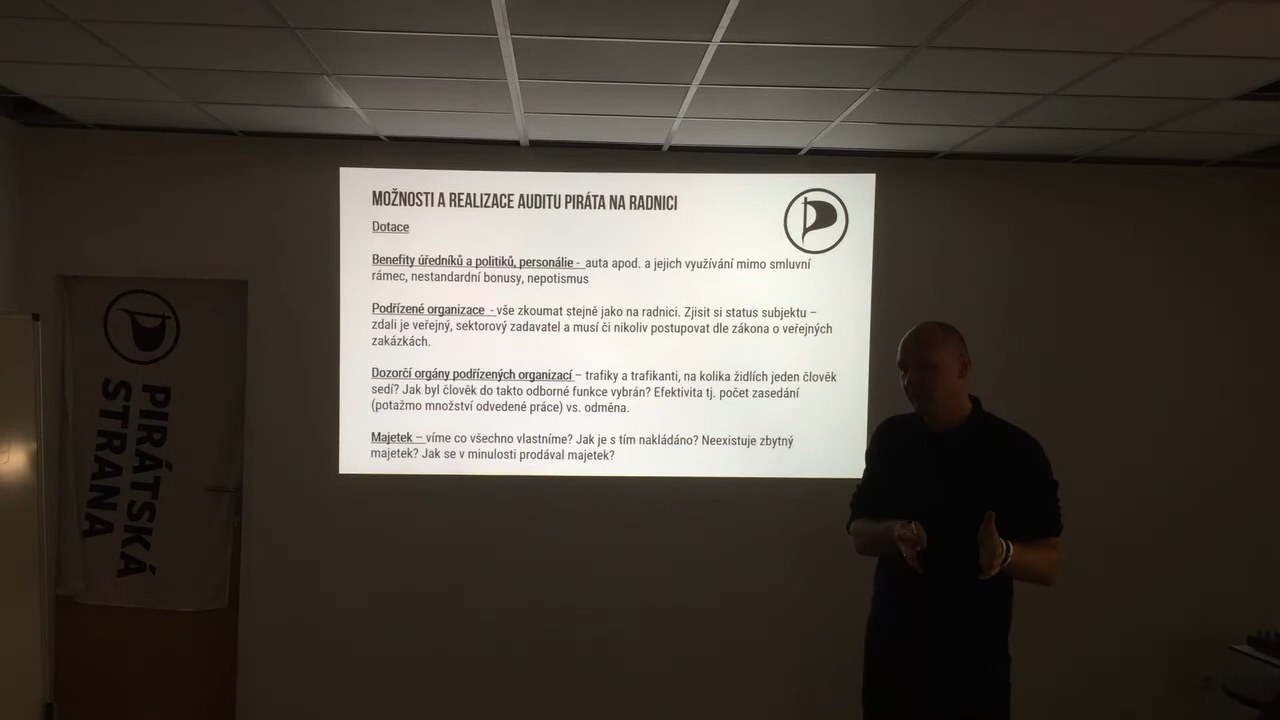 MOŽNOSTI A REALIZACE AUDITU PIRÁTA NA RADNICI
Dotace
Benefity úředníků a politiků, personálie - auta apod. a jejich využívání mimo smluvní
rámec, nestandardní bonusy, nepotismus
Podřízené organizace - vše zkoumat stejně jako na radnici. Zjisit si status subjektu –
zdali je veřejný, sektorový zadavatel a musí či nikoliv postupovat dle zákona o veřejných
zakázkách.
Dozorčí orgány podřízených organizací – trafiky a trafikanti, na kolika židlích jeden člověk
sedí? Jak byl člověk do takto odborné funkce vybrán? Efektivita tj. počet zasedání
(potažmo množství odvedené práce) vs. odměna.
Majetek – víme co všechno vlastníme? Jak je s tím nakládáno? Neexistuje zbytný
majetek? Jak se v minulosti prodával majetek?
PIRÁTSKÁ
STRANA